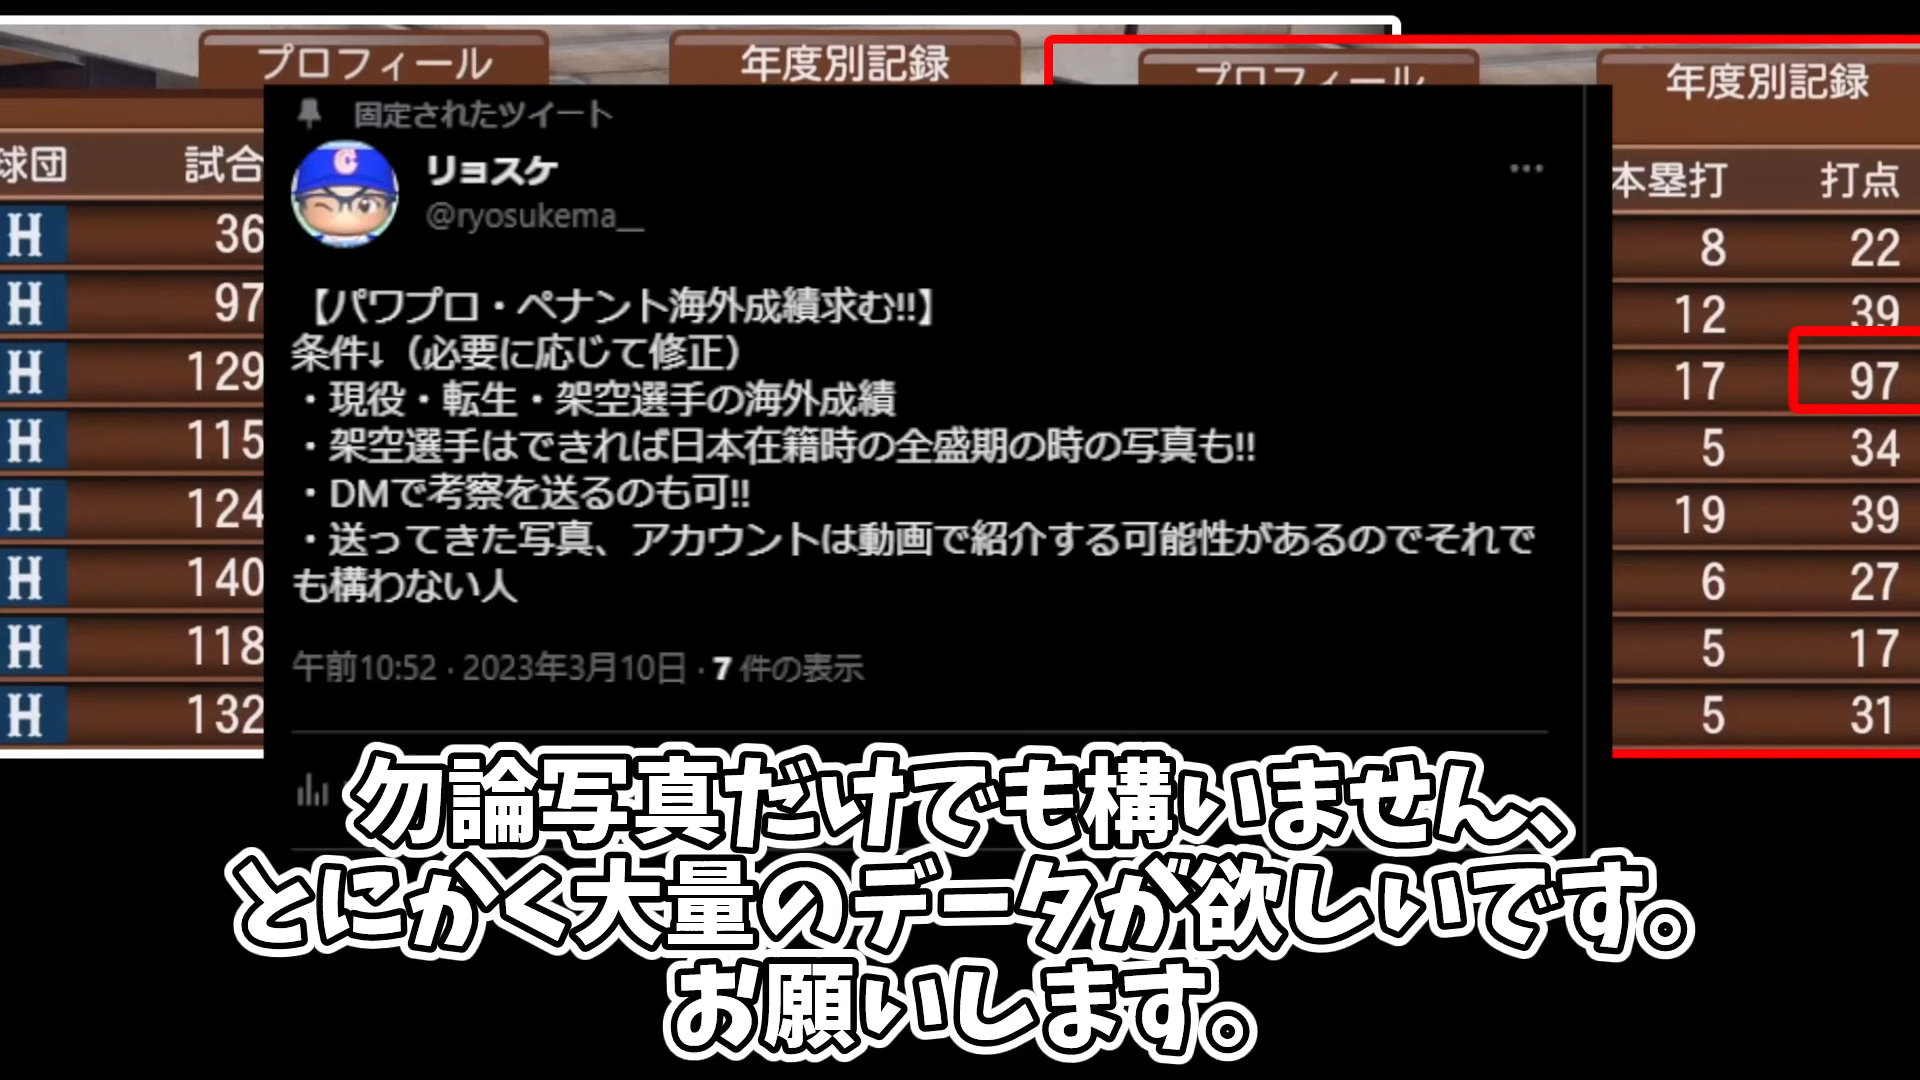 プロフィール
年度別記録
プロフィール
年度別記録
球団
試合
本塁打
打点
H
36
8
22
H
97
12
39
H
129
17
97
H
115
5
34
H
124
19
39
H
140
6
27
H
118
5
17
H
132
5
31
固定されたツイート
C
リョスケ
@ryosukema__
【パワプロ・ペナント海外成績求む!!】
条件↓（必要に応じて修正）
・現役・転生・架空選手の海外成績
・架空選手はできれば日本在籍時の全盛期の時の写真も!!
・DMで考察を送るのも可!!
・送ってきた写真、アカウントは動画で紹介する可能性があるのでそれで
も構わない人
午前10:52 · 2023年3月10日 · 7 件の表示
勿論写真だけでも構いません、
とにかく大量のデータが欲しいです。
お願いします。